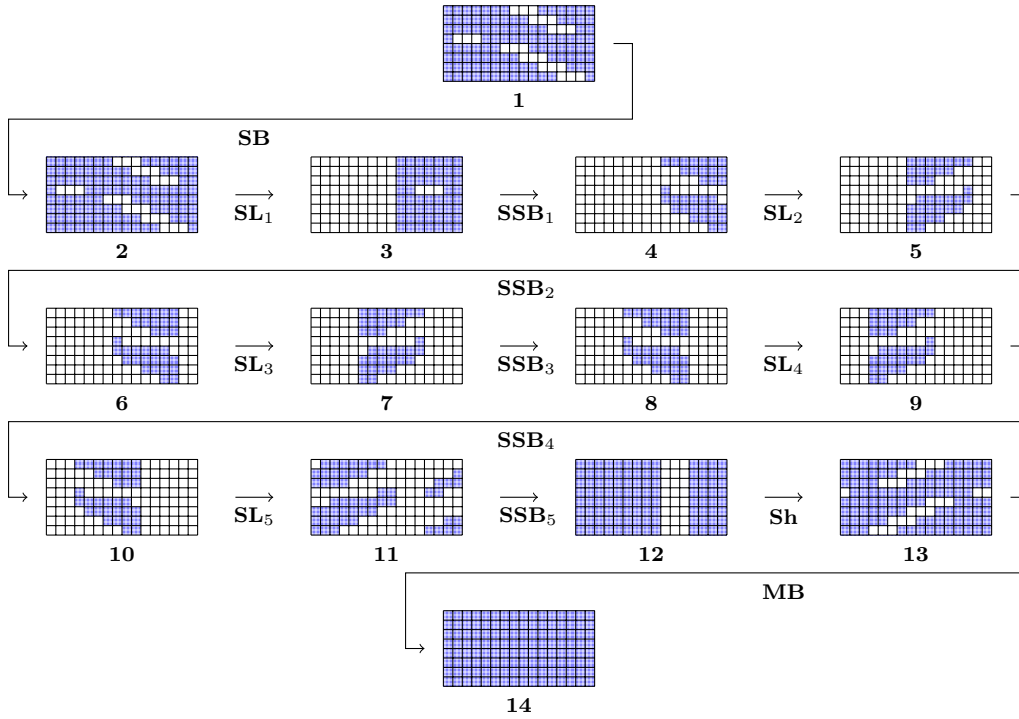 1
SB
SL₁ SSB₁ SL₂
2 3 4 5
SSB₂
SL₃ SSB₃ SL₄
6 7 8 9
SSB₄
SL₅ SSB₅ Sh
10 11 12 13
MB
14